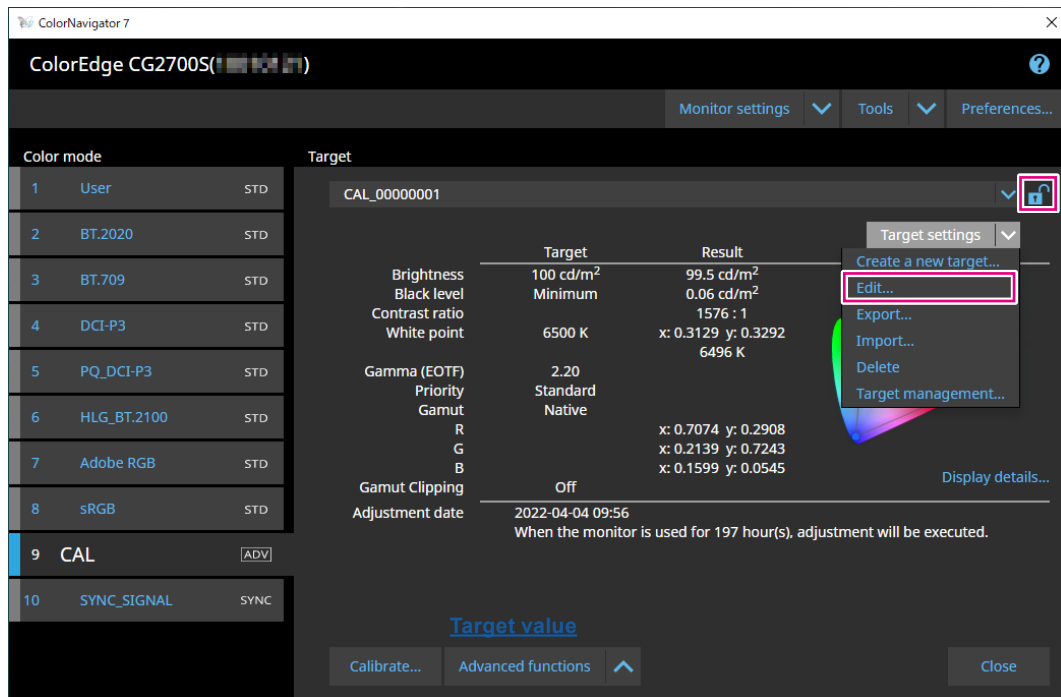 ColorNavigator 7
ColorEdge CG2700S( )
Monitor settings Tools Preferences...
Color mode
1 User STD
2 BT.2020 STD
3 BT.709 STD
4 DCI-P3 STD
5 PQ_DCI-P3 STD
6 HLG_BT.2100 STD
7 Adobe RGB STD
8 sRGB STD
9 CAL ADV
10 SYNC_SIGNAL SYNC
Target
CAL_00000001
Target settings
Create a new target...
Edit...
Export...
Import...
Delete
Target management...
Target Result
Brightness 100 cd/m² 99.5 cd/m²
Black level Minimum 0.06 cd/m²
Contrast ratio 1576 : 1
White point 6500 K x: 0.3129 y: 0.3292
6496 K
Gamma (EOTF) 2.20
Priority Standard
Gamut Native
R x: 0.7074 y: 0.2908
G x: 0.2139 y: 0.7243
B x: 0.1599 y: 0.0545
Gamut Clipping Off
Display details...
Adjustment date 2022-04-04 09:56
When the monitor is used for 197 hour(s), adjustment will be executed.
Target value
Calibrate... Advanced functions Close